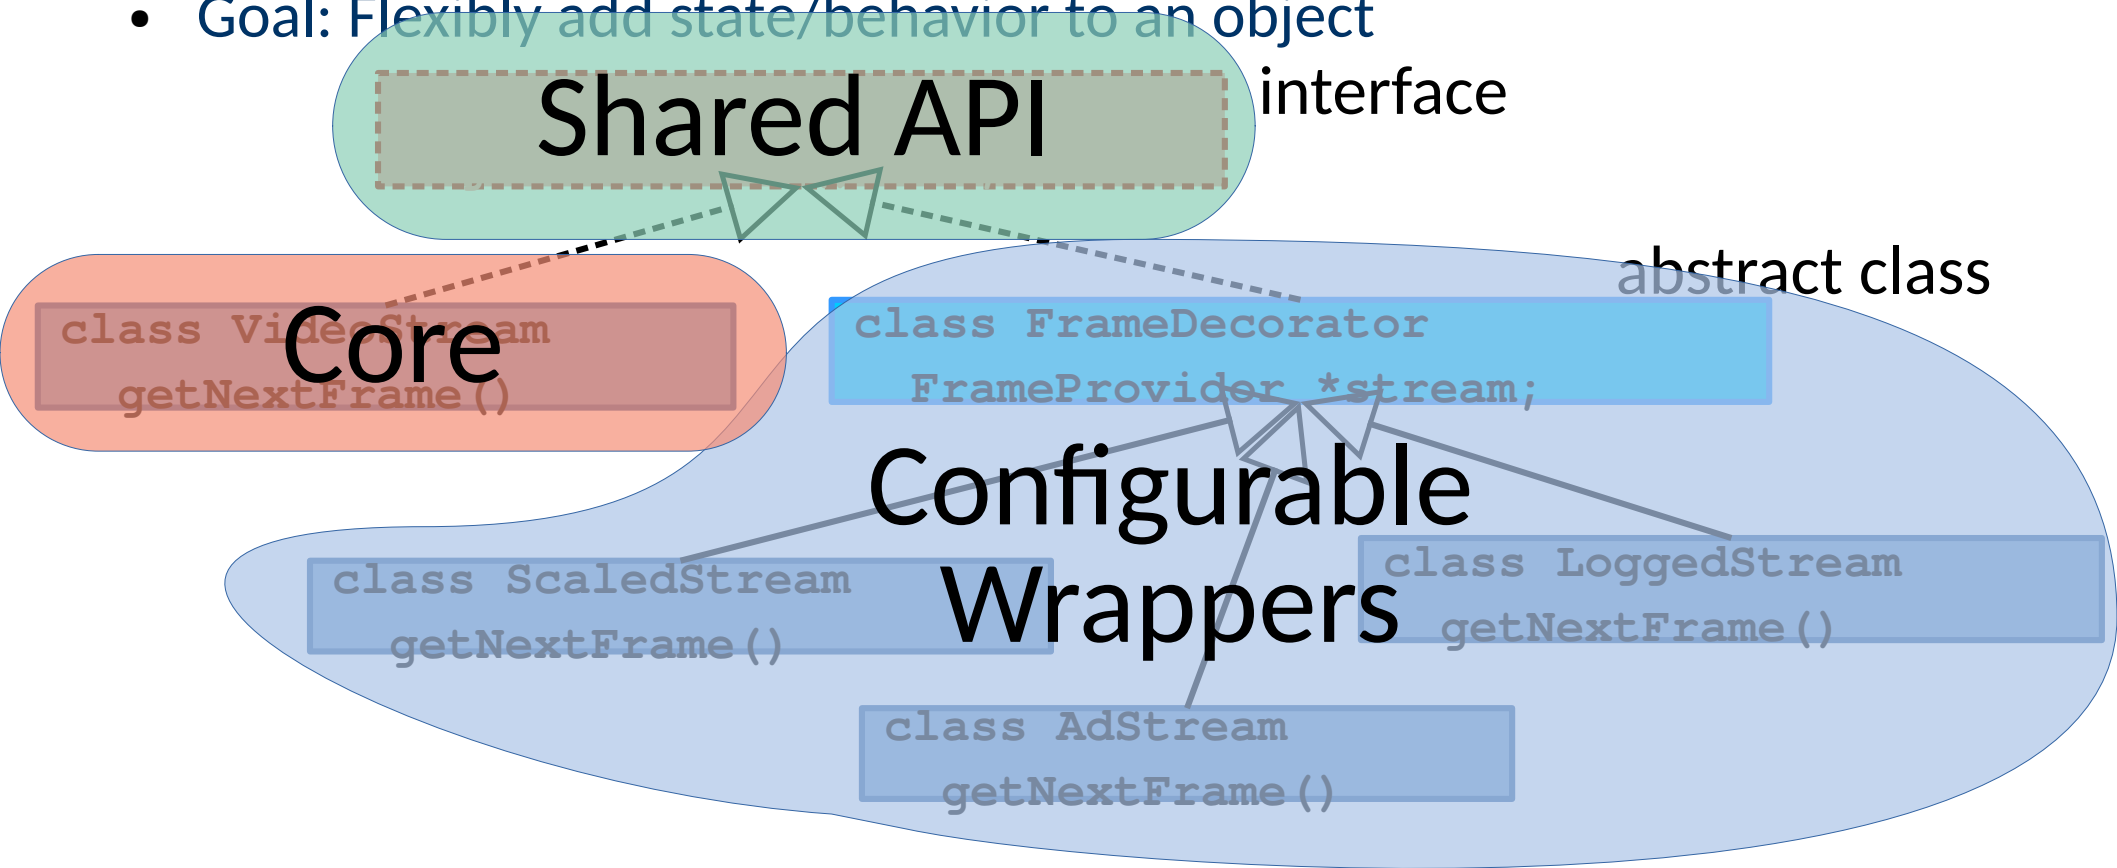 • Goal: Flexibly add state/behavior to an object
Shared API
interface
abstract class
class VideoStream
getNextFrame()
Core
class FrameDecorator
FrameProvider *stream;
Configurable
Wrappers
class ScaledStream
getNextFrame()
class LoggedStream
getNextFrame()
class AdStream
getNextFrame()